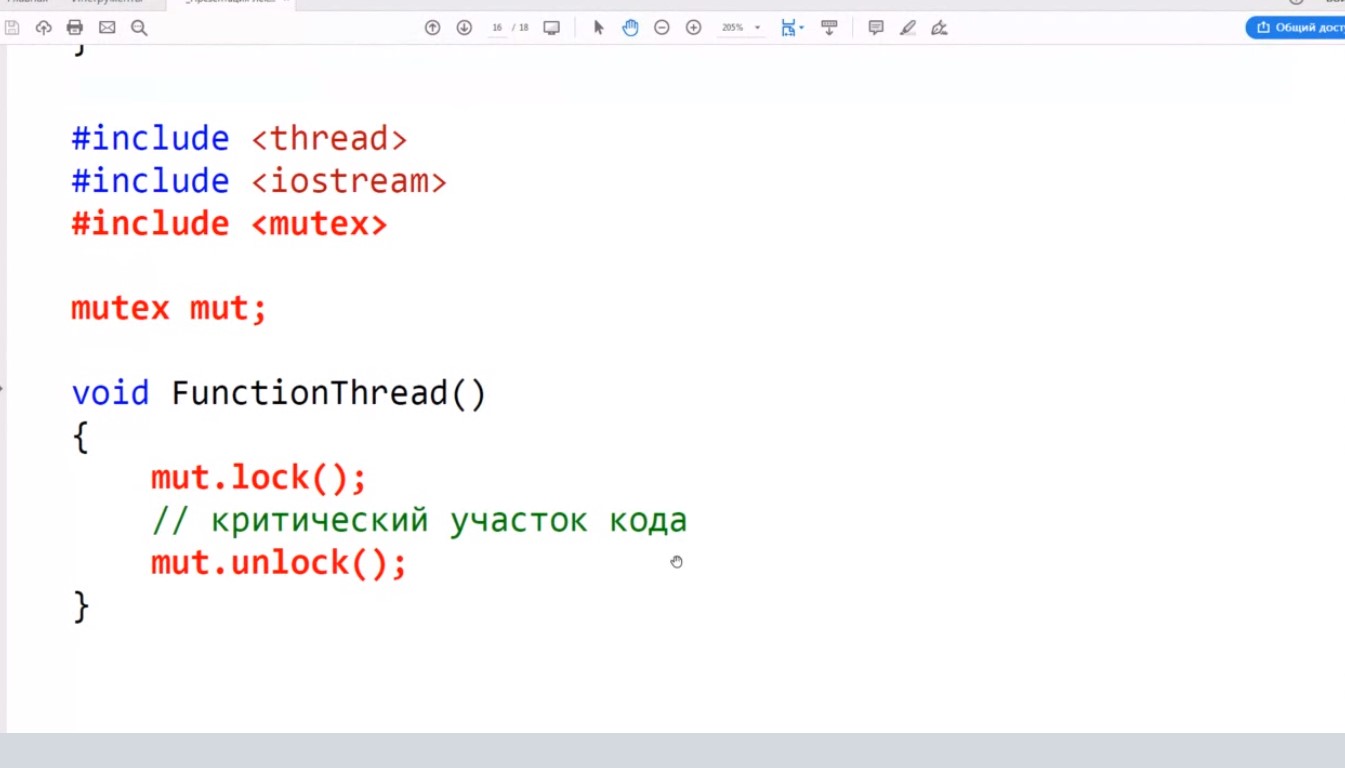 16 / 18
205%
Общий дост
}
#include <thread>
#include <iostream>
#include <mutex>
mutex mut;
void FunctionThread()
{
mut.lock();
// критический участок кода
mut.unlock();
}